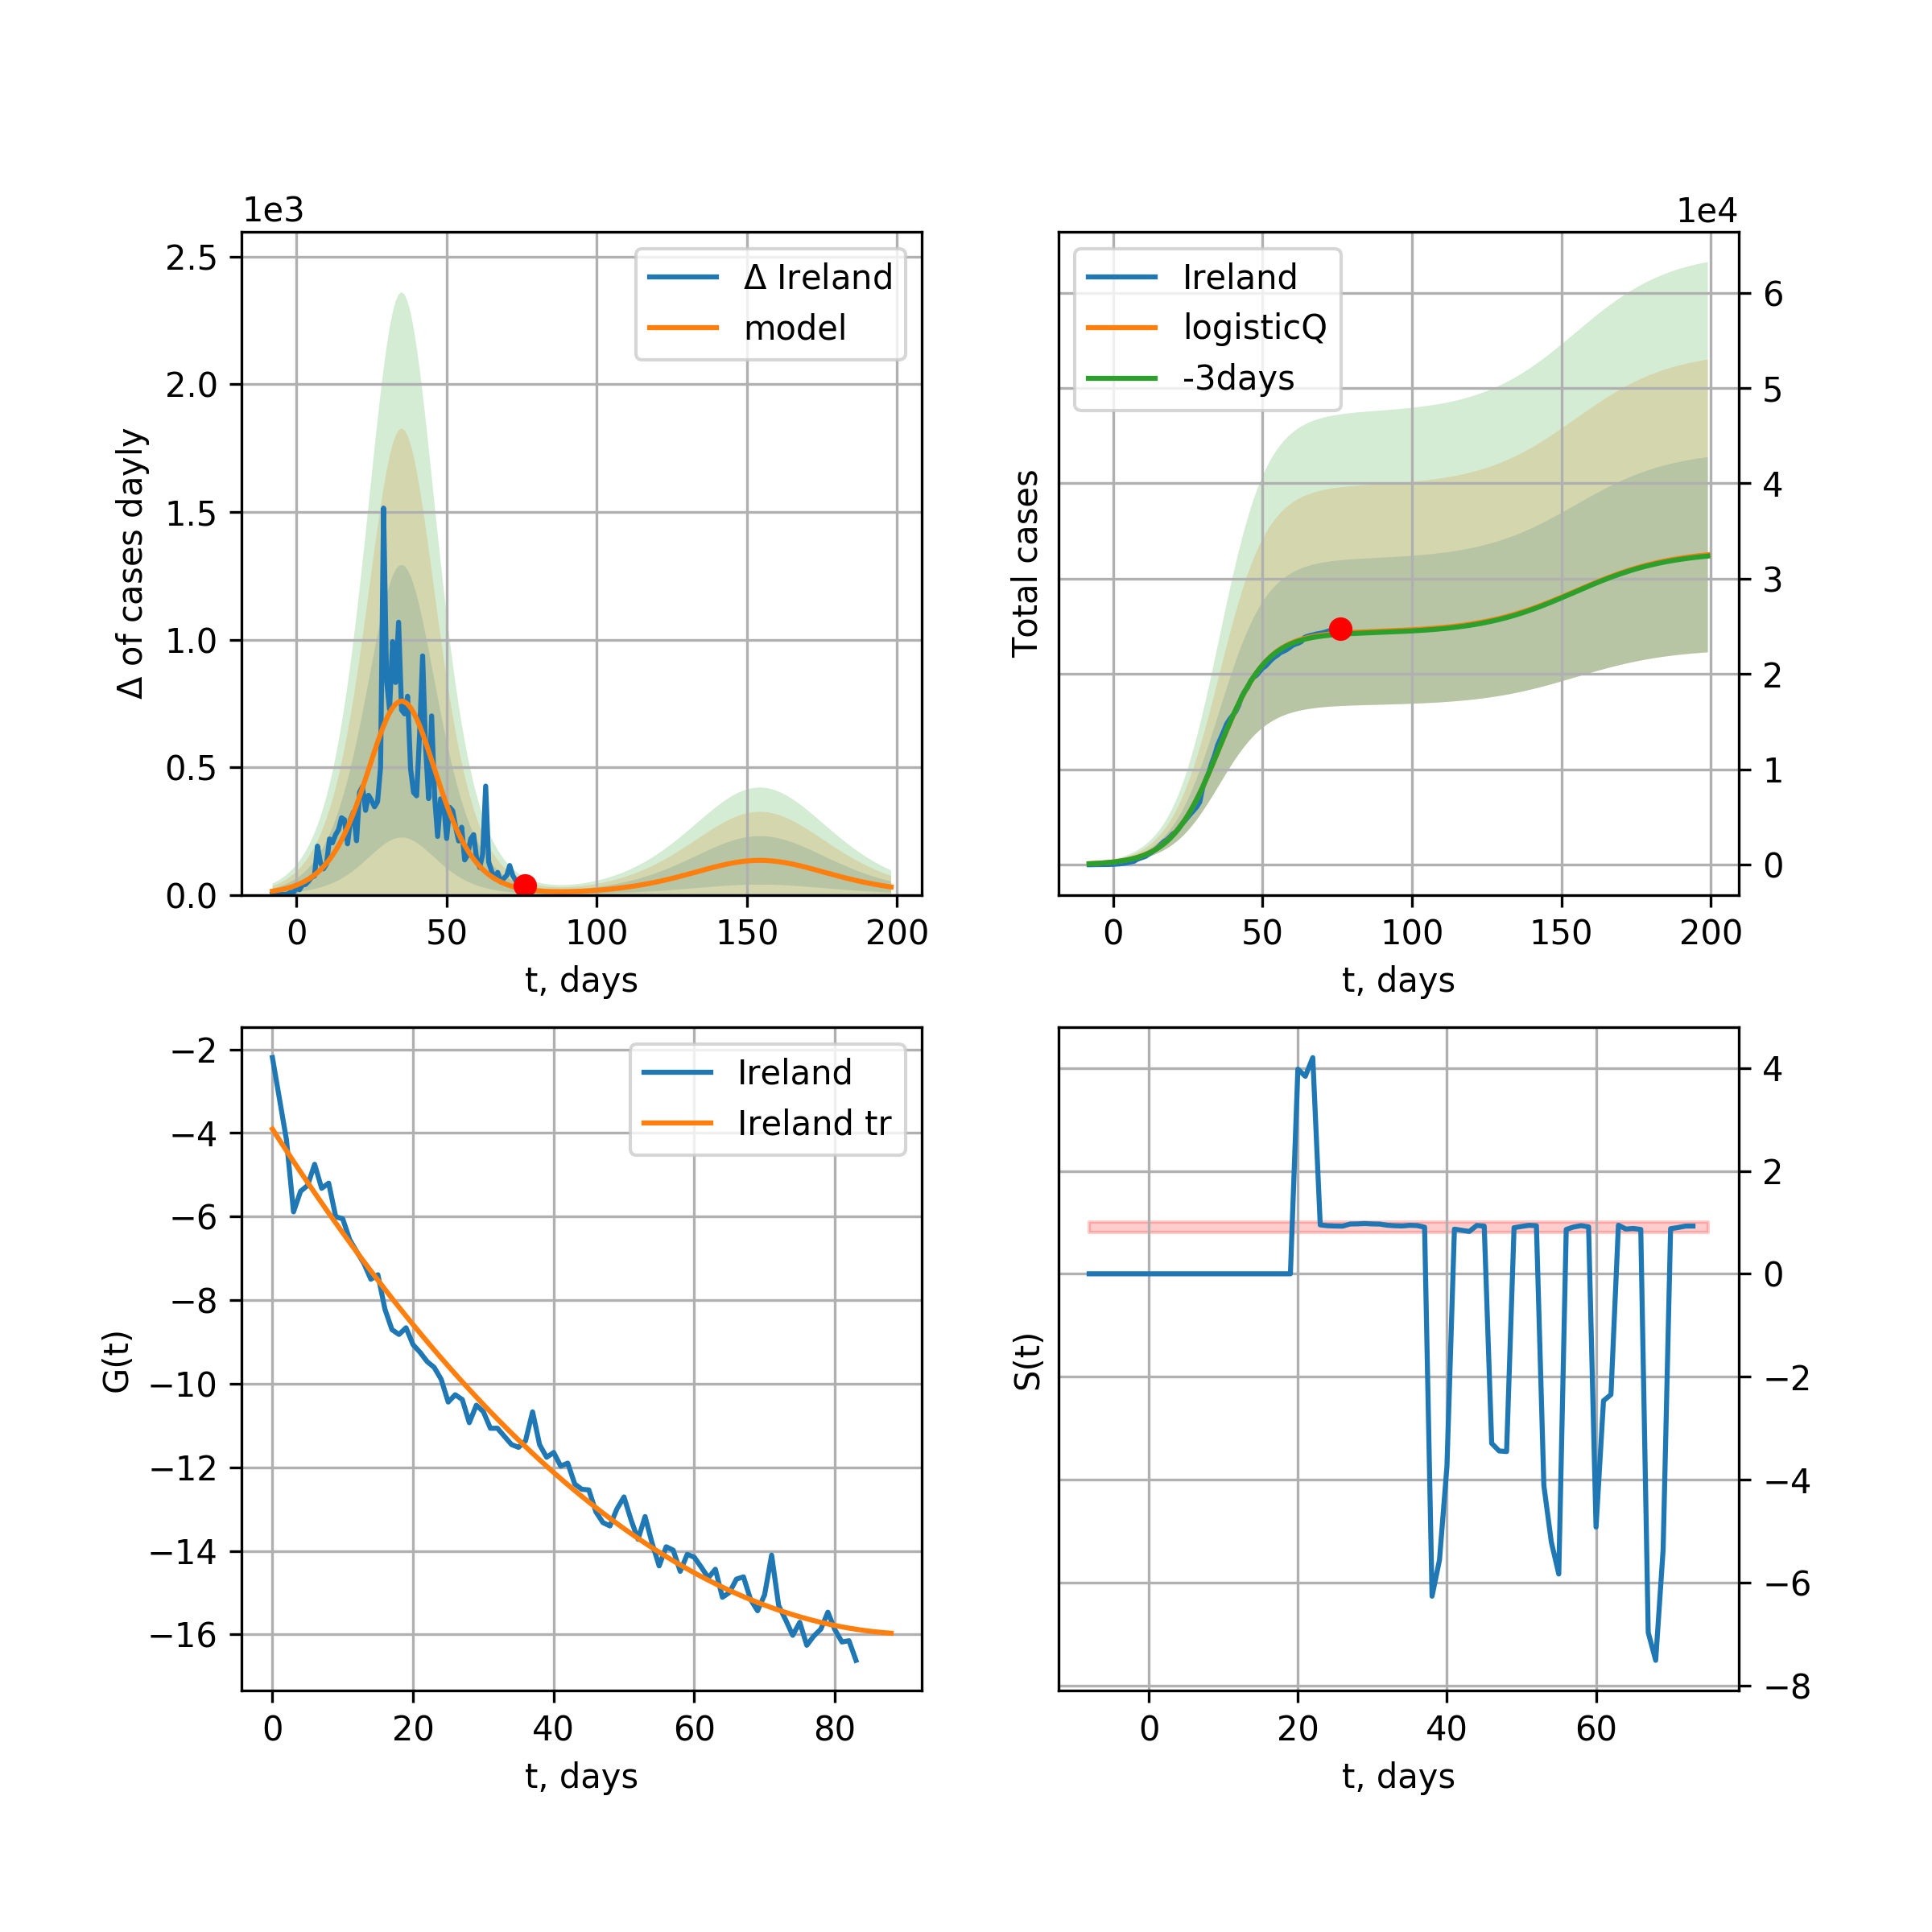 1e3
2.5
2.0
1.5
1.0
0.5
0.0
Δ of cases dayly
Δ Ireland
model
0 50 100 150 200
t, days
1e4
Ireland
logisticQ
-3days
Total cases
6
5
4
3
2
1
0
0 50 100 150 200
t, days
−2
−4
−6
−8
−10
−12
−14
−16
G(t)
Ireland
Ireland tr
0 20 40 60 80
t, days
S(t)
4
2
0
−2
−4
−6
−8
0 20 40 60
t, days